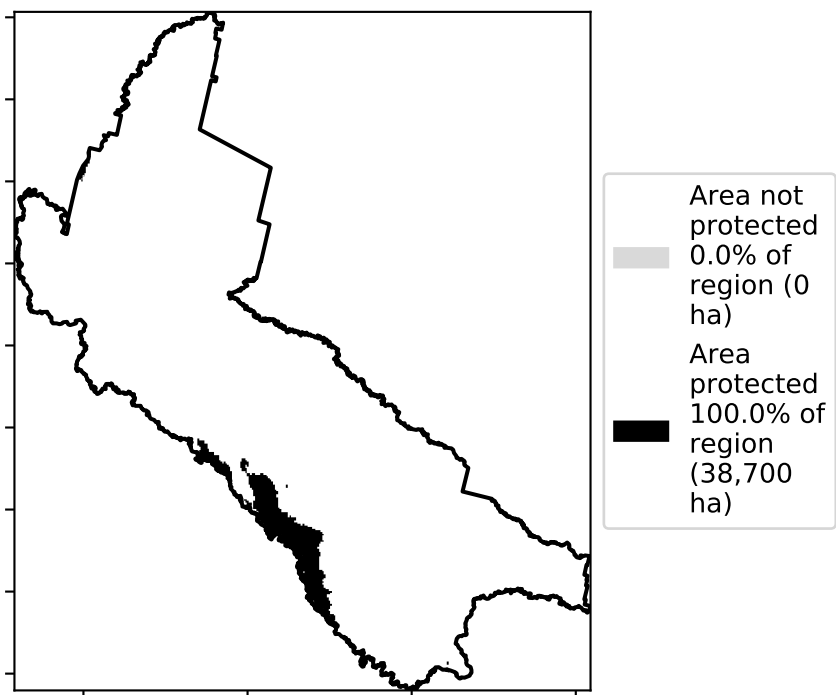 Area not
protected
0.0% of
region (0
ha)
Area
protected
100.0% of
region
(38,700
ha)